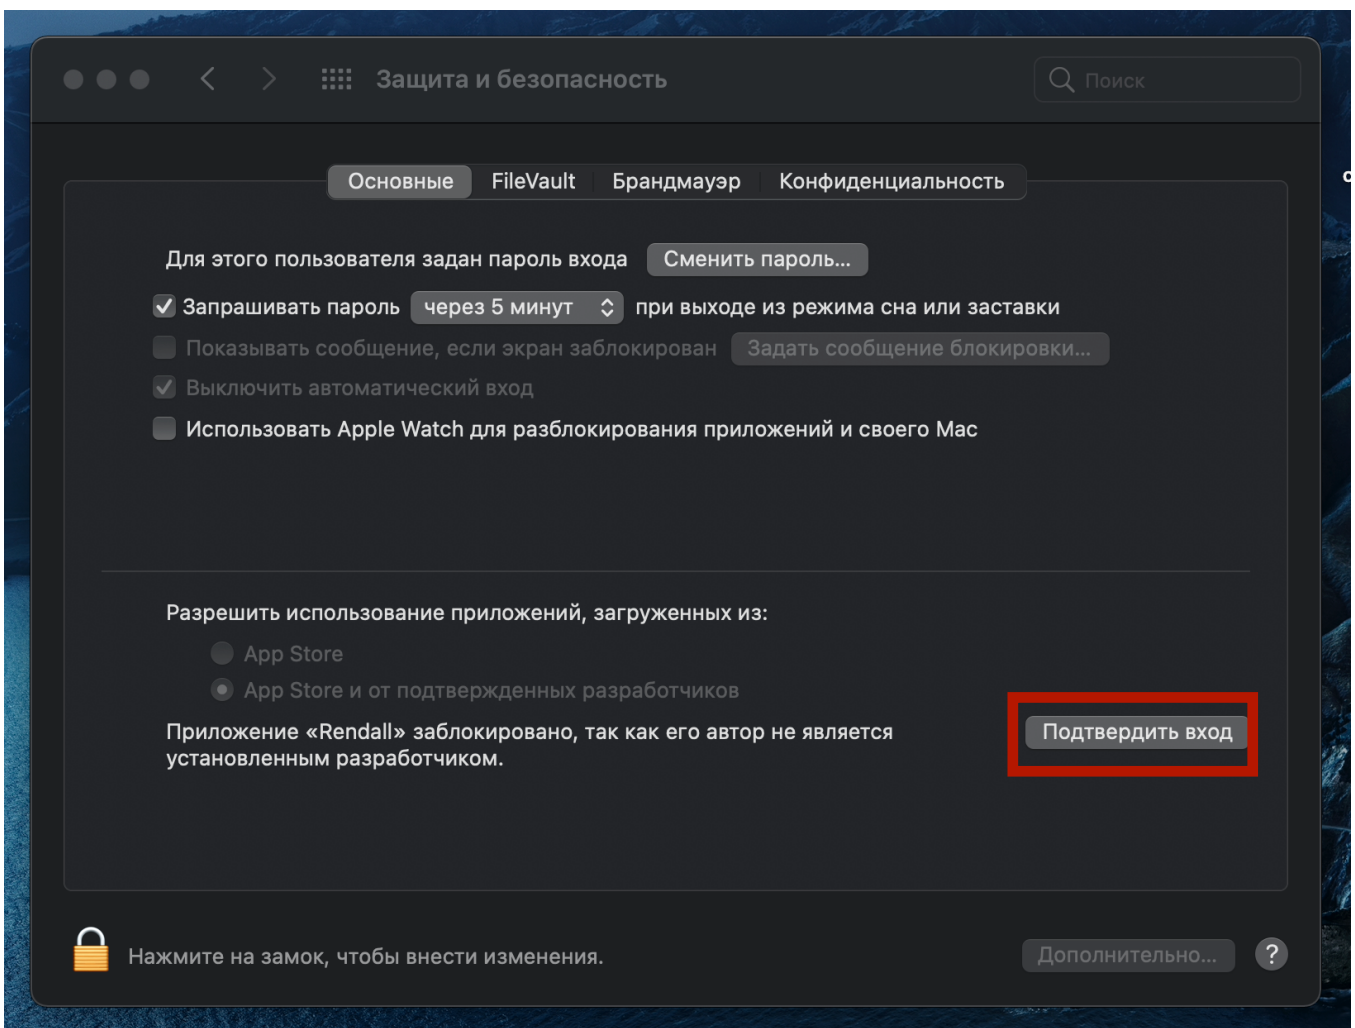 Защита и безопасность
Поиск
Основные FileVault Брандмауэр Конфиденциальность
Для этого пользователя задан пароль входа Сменить пароль...
Запрашивать пароль через 5 минут при выходе из режима сна или заставки
Показывать сообщение, если экран заблокирован Задать сообщение блокировки...
Выключить автоматический вход
Использовать Apple Watch для разблокирования приложений и своего Mac
Разрешить использование приложений, загруженных из:
App Store
App Store и от подтвержденных разработчиков
Приложение «Rendall» заблокировано, так как его автор не является
установленным разработчиком.
Подтвердить вход
Нажмите на замок, чтобы внести изменения.
Дополнительно... ?